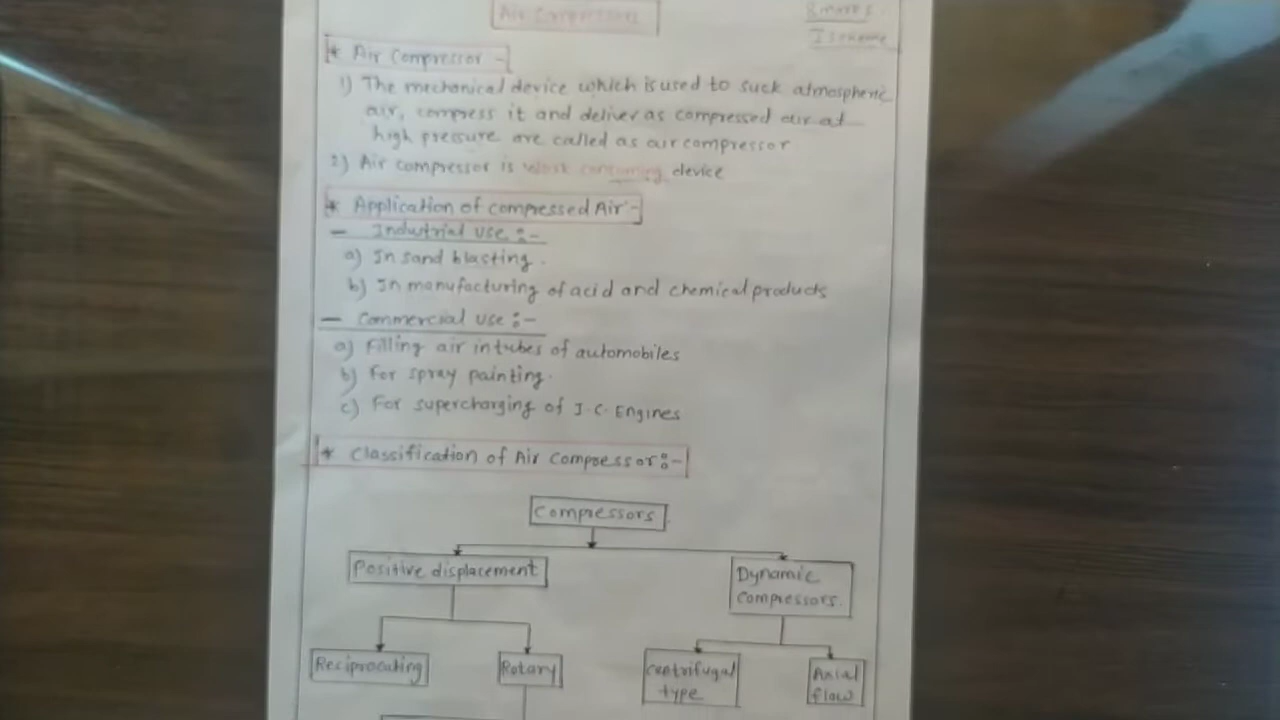 Air Compressor
8 marks
I scheme
* Air Compressor :-
1) The mechanical device which is used to suck atmospheric
air, compress it and deliver as compressed air at
high pressure are called as air compressor
2) Air compressor is work consuming device
* Application of compressed Air :-
- Industrial use :-
a) In sand blasting.
b) In manufacturing of acid and chemical products
- Commercial use :-
a) Filling air in tubes of automobiles
b) For spray painting.
c) For supercharging of I.C. Engines
* Classification of Air Compressor :-
Compressors.
Positive displacement
Dynamic
compressors.
Reciprocating
Rotary
Centrifugal
type
Axial
flow